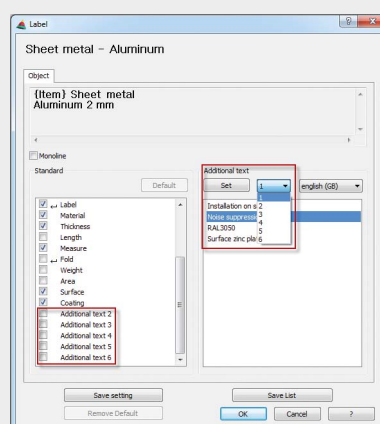 Label
Sheet metal - Aluminum
Object
{Item} Sheet metal
Aluminum 2 mm
Monoline
Standard
Default
Label
Material
Thickness
Length
Measure
Fold
Weight
Area
Surface
Coating
Additional text 2
Additional text 3
Additional text 4
Additional text 5
Additional text 6
Additional text
Set
1
english (GB)
1
2
3
4
5
6
Installation on s
Noise suppressi
RAL3050
Surface zinc pla
Save setting
Save List
Remove Default
OK
Cancel
?